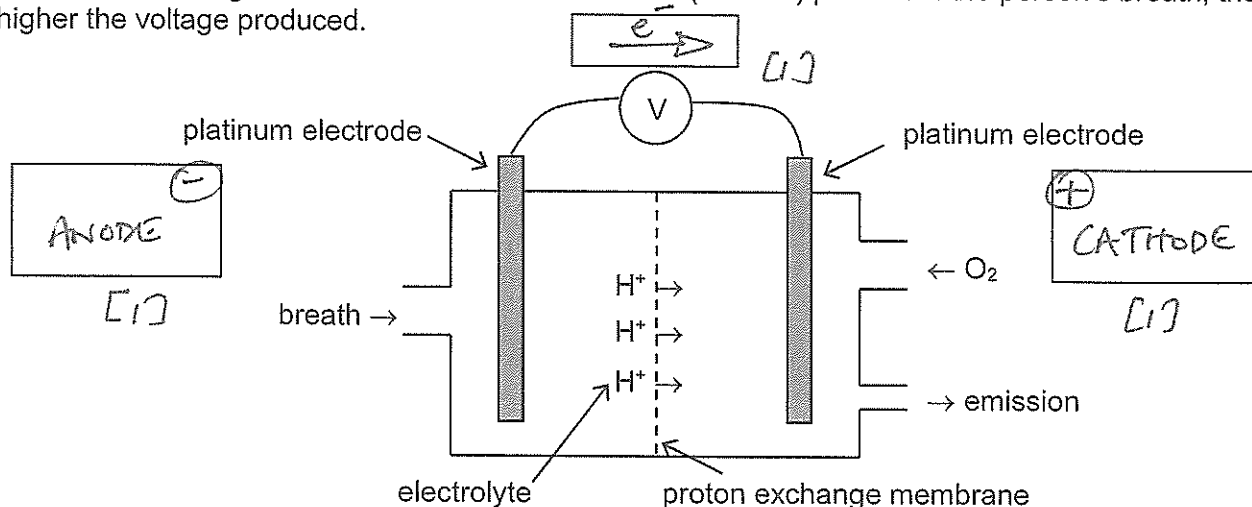 higher the voltage produced.
e⁻
[1]
V
platinum electrode
platinum electrode
−
ANODE
[1]
+
CATHODE
[1]
H⁺ →
H⁺ →
H⁺ →
breath →
← O₂
→ emission
electrolyte
proton exchange membrane